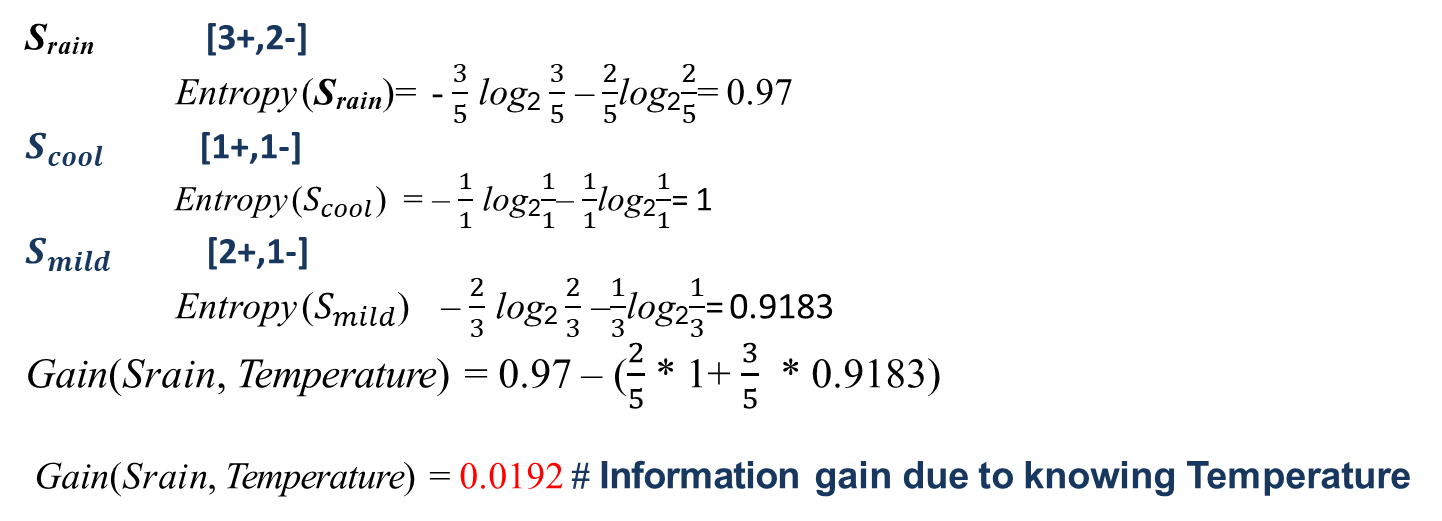 S_rain [3+,2-]
Entropy(S_rain)= - 3/5 log2 3/5 – 2/5 log2 2/5 = 0.97
S_cool [1+,1-]
Entropy(S_cool) = – 1/1 log2 1/1 – 1/1 log2 1/1 = 1
S_mild [2+,1-]
Entropy(S_mild) – 2/3 log2 2/3 – 1/3 log2 1/3 = 0.9183
Gain(Srain, Temperature) = 0.97 – (2/5 * 1+ 3/5 * 0.9183)
Gain(Srain, Temperature) = 0.0192 # Information gain due to knowing Temperature